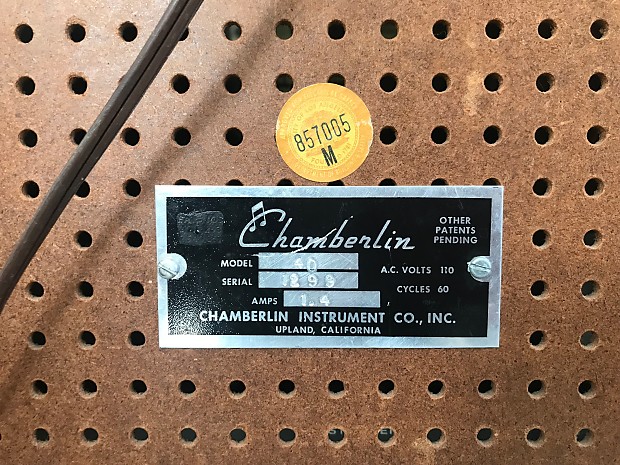 857005
M
Chamberlin
OTHER
PATENTS
PENDING
MODEL 40
A.C. VOLTS 110
SERIAL 1299
CYCLES 60
AMPS 1.4
CHAMBERLIN INSTRUMENT CO., INC.
UPLAND, CALIFORNIA